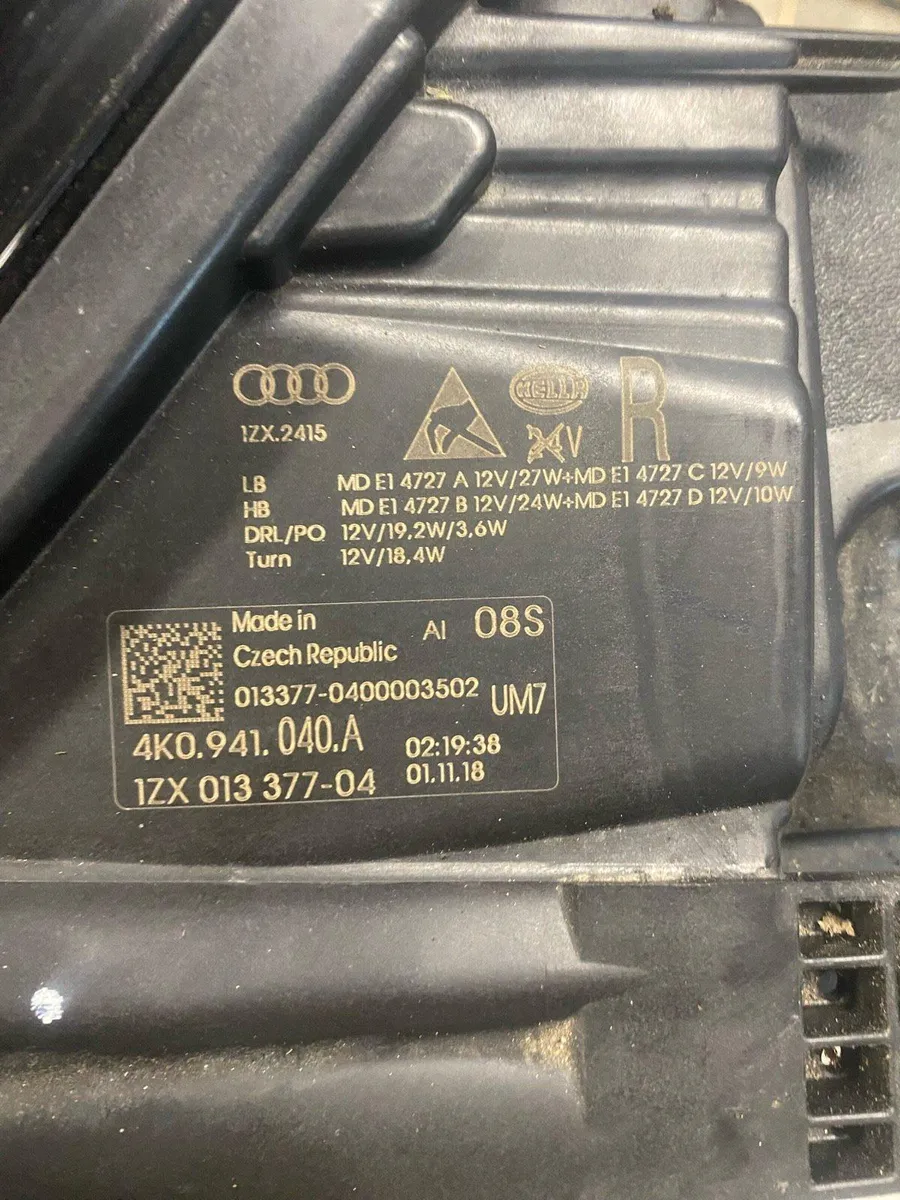 1ZX.2415
HELLA
24V
R
LB MD E1 4727 A 12V/27W+MD E1 4727 C 12V/9W
HB MD E1 4727 B 12V/24W+MD E1 4727 D 12V/10W
DRL/PO 12V/19,2W/3,6W
Turn 12V/18,4W
Made in
Czech Republic
AI 08S
013377-0400003502
UM7
4K0.941.040.A
02:19:38
1ZX 013 377-04
01.11.18